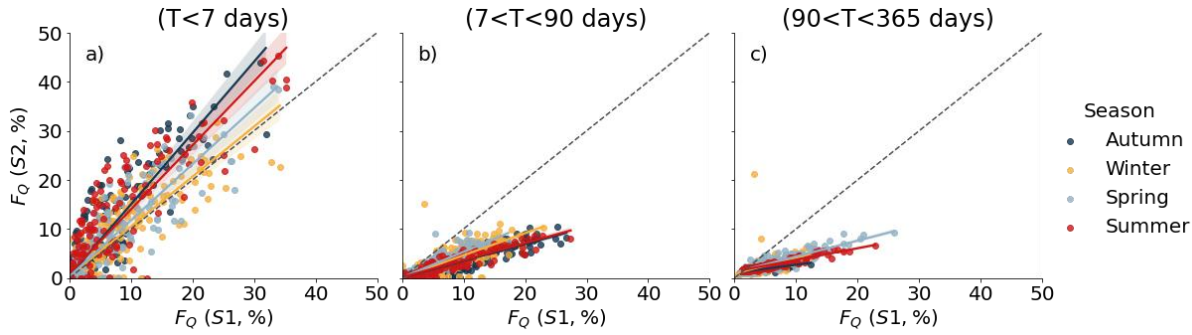 (T<7 days) (7<T<90 days) (90<T<365 days)
a) b) c)
50
40
30
20
10
0
F_Q (S2, %)
0 10 20 30 40 50 0 10 20 30 40 50 0 10 20 30 40 50
F_Q (S1, %) F_Q (S1, %) F_Q (S1, %)
Season
Autumn
Winter
Spring
Summer